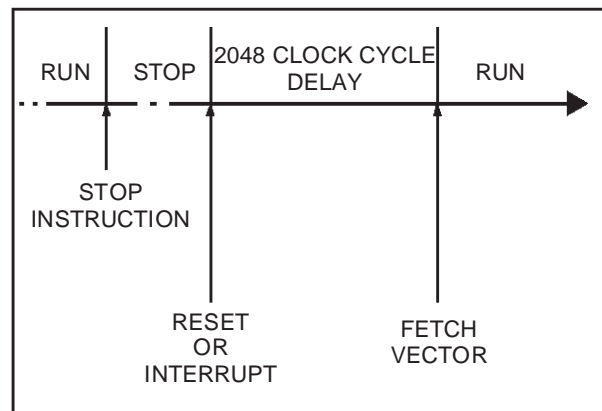 2048 CLOCK CYCLE
DELAY
RUN
STOP
RUN
STOP
INSTRUCTION
RESET
OR
INTERRUPT
FETCH
VECTOR